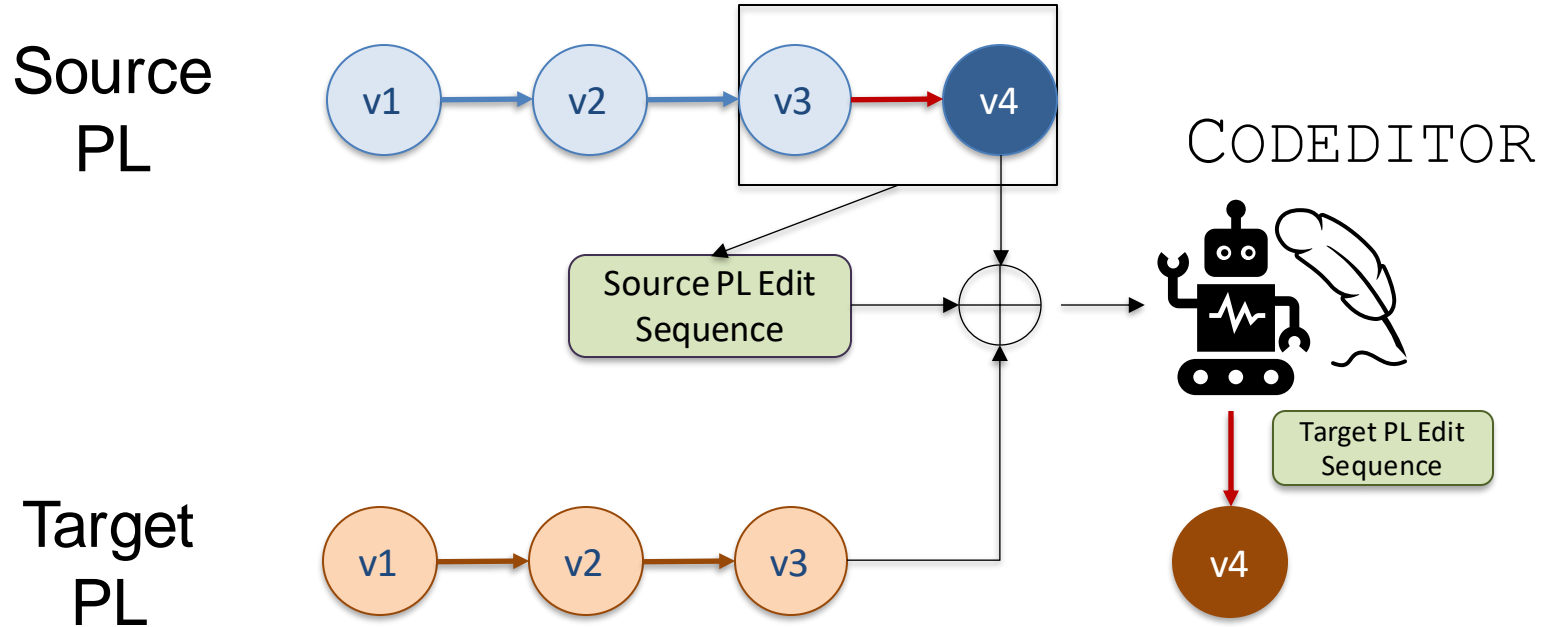 Source
PL
v1
v2
v3
v4
CODEDITOR
Source PL Edit
Sequence
Target PL Edit
Sequence
Target
PL
v1
v2
v3
v4